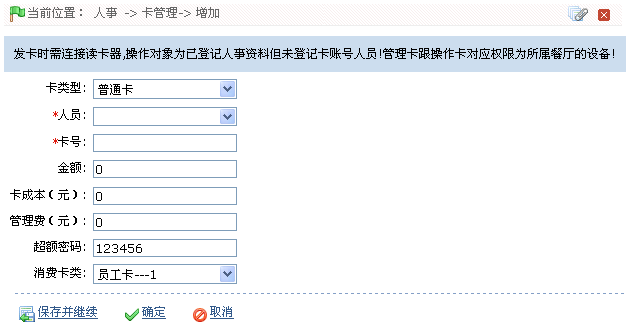 当前位置： 人事 -> 卡管理-> 增加
发卡时需连接读卡器,操作对象为已登记人事资料但未登记卡账号人员!管理卡跟操作卡对应权限为所属餐厅的设备!
卡类型: 普通卡
*人员:
*卡号:
金额: 0
卡成本（元）: 0
管理费（元）: 0
超额密码: 123456
消费卡类: 员工卡---1
保存并继续 确定 取消